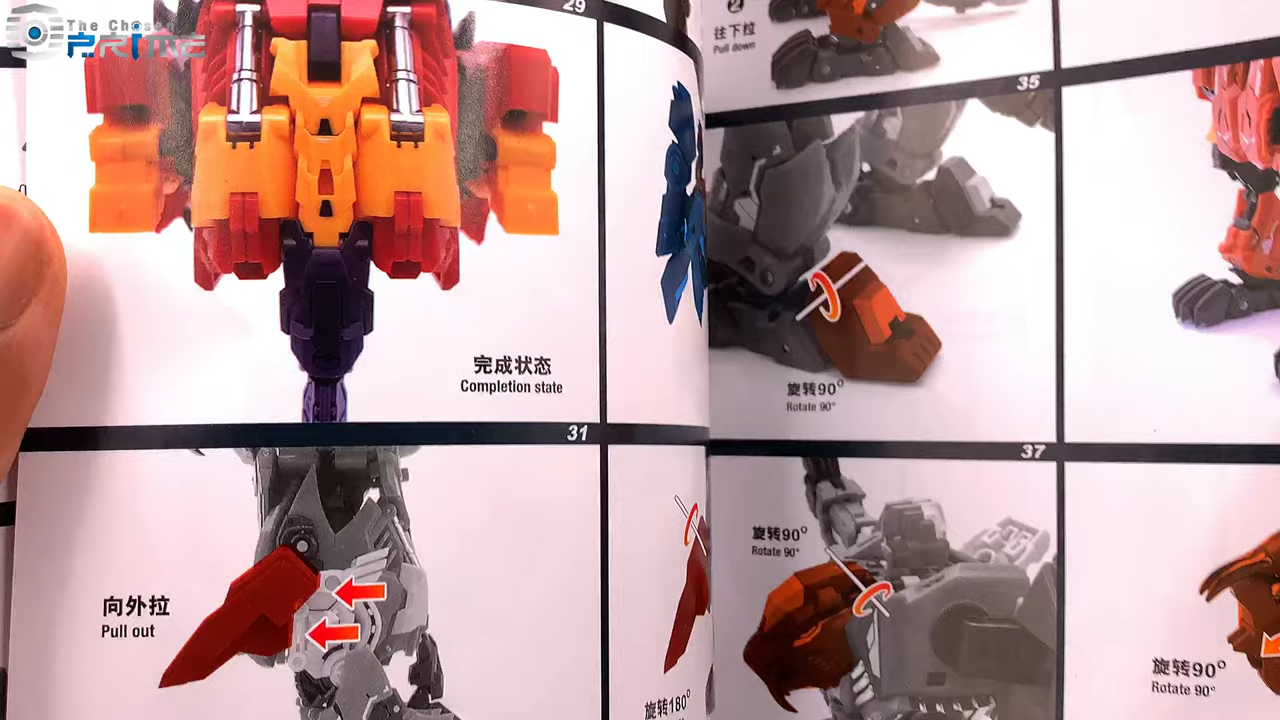 The Chosen
PRIME
29
完成状态
Completion state
31
向外拉
Pull out
旋转180°
2
往下拉
Pull down
35
旋转90°
Rotate 90°
37
旋转90°
Rotate 90°
旋转90°
Rotate 90°